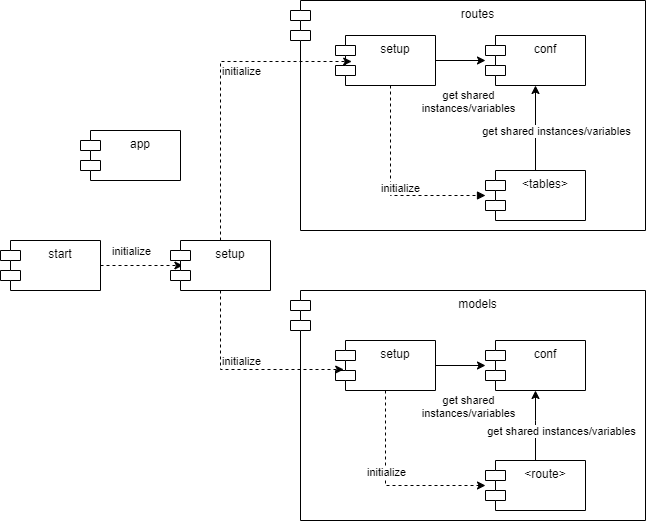 routes
setup
conf
initialize
get shared
instances/variables
get shared instances/variables
app
initialize
<tables>
start
initialize
setup
models
setup
conf
initialize
get shared
instances/variables
get shared instances/variables
initialize
<route>